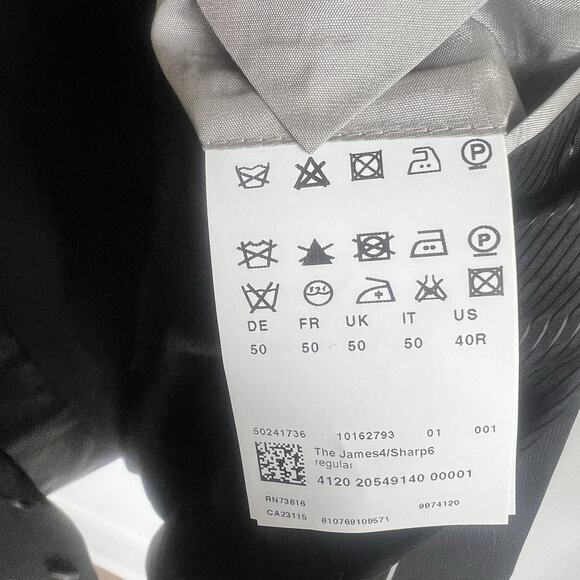 P
P
DE FR UK IT US
50 50 50 50 40R
50241736 10162793 01 001
The James4/Sharp6
regular
4120 20549140 00001
RN73616 9974120
CA23115 610769109571